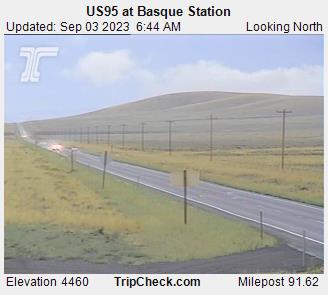 US95 at Basque Station
Updated: Sep 03 2023 6:44 AM Looking North
Elevation 4460 TripCheck.com Milepost 91.62